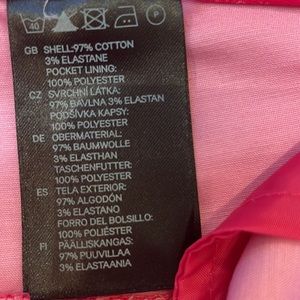 40 P
GB SHELL:97% COTTON
3% ELASTANE
POCKET LINING:
100% POLYESTER
CZ SVRCHNÍ LÁTKA:
97% BAVLNA 3% ELASTAN
PODŠÍVKA KAPSY:
100% POLYESTER
DE OBERMATERIAL:
97% BAUMWOLLE
3% ELASTHAN
TASCHENFUTTER:
100% POLYESTER
ES TELA EXTERIOR:
97% ALGODÓN
3% ELASTANO
FORRO DEL BOLSILLO:
100% POLIÉSTER
FI PÄÄLLISKANGAS:
97% PUUVILLAA
3% ELASTAANIA